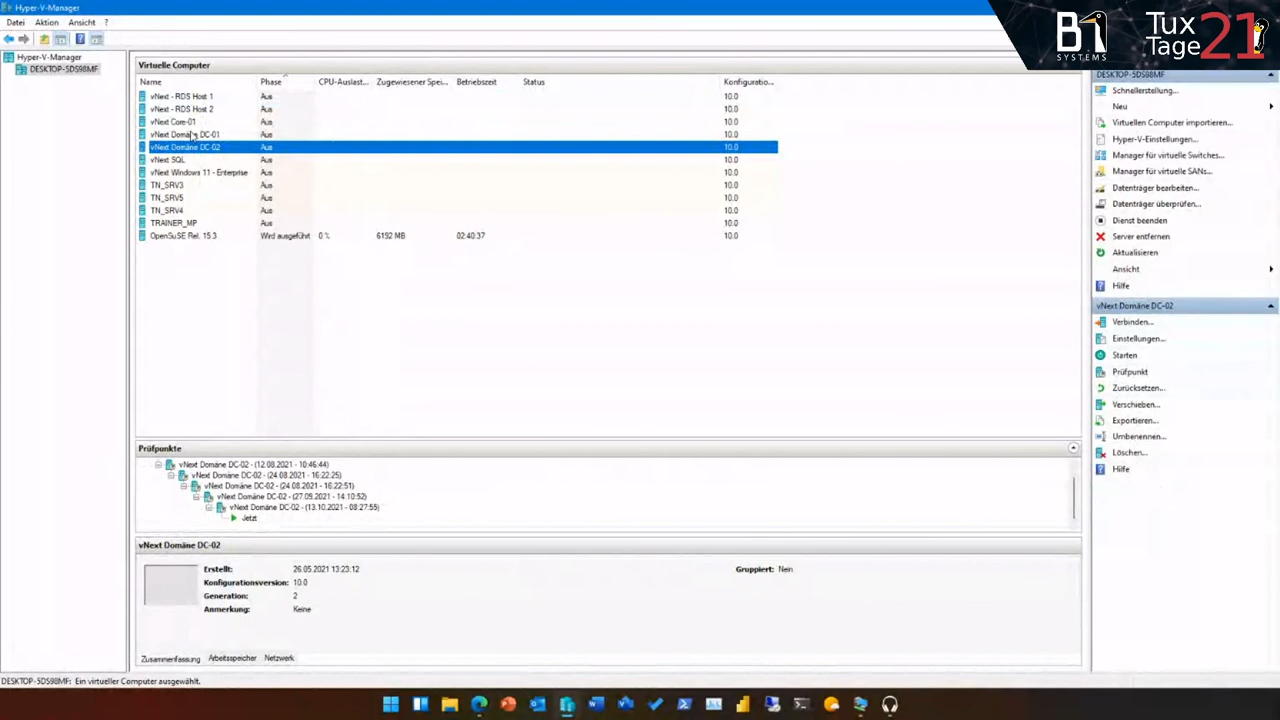 Hyper-V-Manager
Datei Aktion Ansicht ?
B1 SYSTEMS
Tux Tage 21
Hyper-V-Manager
DESKTOP-5DS98MF
Virtuelle Computer
Name Phase CPU-Auslast... Zugewiesener Spei... Betriebszeit Status Konfiguratio...
vNext - RDS Host 1 Aus 10.0
vNext - RDS Host 2 Aus 10.0
vNext Core-01 Aus 10.0
vNext Domäne DC-01 Aus 10.0
vNext Domäne DC-02 Aus 10.0
vNext SQL Aus 10.0
vNext Windows 11 - Enterprise Aus 10.0
TN_SRV3 Aus 10.0
TN_SRV5 Aus 10.0
TN_SRV4 Aus 10.0
TRAINER_MP Aus 10.0
OpenSuSE Rel. 15.3 Wird ausgeführt 0 % 6192 MB 02:40:37 10.0
Prüfpunkte
vNext Domäne DC-02 - (12.08.2021 - 10:46:44)
vNext Domäne DC-02 - (24.08.2021 - 16:22:25)
vNext Domäne DC-02 - (24.08.2021 - 16:22:51)
vNext Domäne DC-02 - (27.09.2021 - 14:10:52)
vNext Domäne DC-02 - (13.10.2021 - 08:27:55)
Jetzt
vNext Domäne DC-02
Erstellt: 26.05.2021 13:23:12 Gruppiert: Nein
Konfigurationsversion: 10.0
Generation: 2
Anmerkung: Keine
Zusammenfassung Arbeitsspeicher Netzwerk
DESKTOP-5DS98MF
Schnellerstellung...
Neu
Virtuellen Computer importieren...
Hyper-V-Einstellungen...
Manager für virtuelle Switches...
Manager für virtuelle SANs...
Datenträger bearbeiten...
Datenträger überprüfen...
Dienst beenden
Server entfernen
Aktualisieren
Ansicht
Hilfe
vNext Domäne DC-02
Verbinden...
Einstellungen...
Starten
Prüfpunkt
Zurücksetzen...
Verschieben...
Exportieren...
Umbenennen...
Löschen...
Hilfe
DESKTOP-5DS98MF: Ein virtueller Computer ausgewählt.